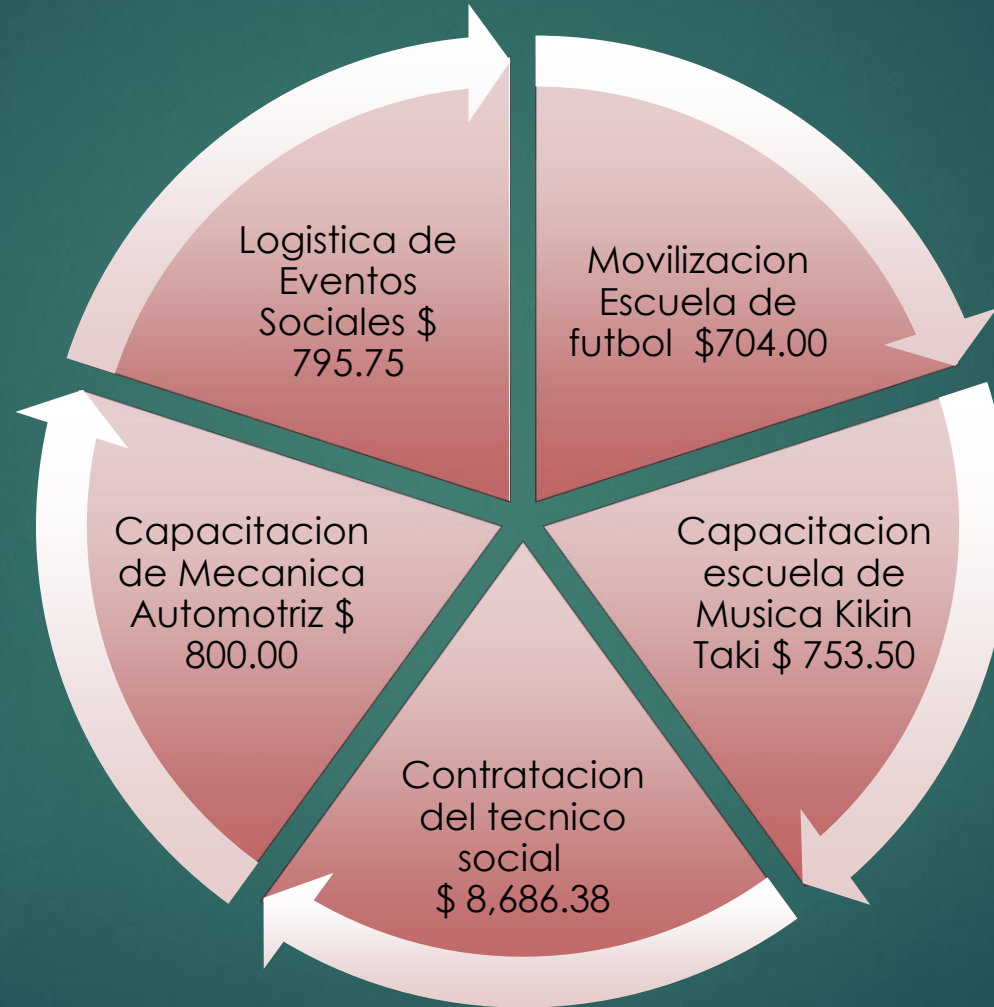 Logistica de
Eventos
Sociales $
795.75
Movilizacion
Escuela de
futbol $704.00
Capacitacion
de Mecanica
Automotriz $
800.00
Capacitacion
escuela de
Musica Kikin
Taki $ 753.50
Contratacion
del tecnico
social
$ 8,686.38